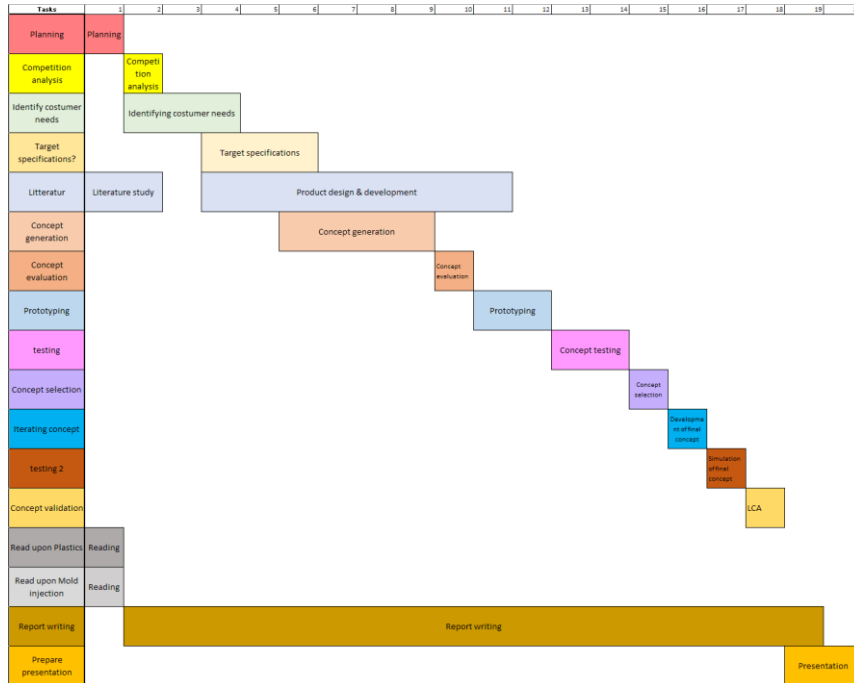 Tasks 1 2 3 4 5 6 7 8 9 10 11 12 13 14 15 16 17 18 19
Planning Planning
Competition
analysis
Competi
tion
analysis
Identify costumer
needs
Identifying costumer needs
Target
specifications?
Target specifications
Litteratur Literature study Product design & development
Concept
generation
Concept generation
Concept
evaluation
Concept
evaluation
Prototyping Prototyping
testing Concept testing
Concept selection
Concept
selection
Iterating concept
Developme
nt of final
concept
testing 2
Simulation
of final
concept
Concept validation LCA
Read upon Plastics Reading
Read upon Mold
injection
Reading
Report writing Report writing
Prepare
presentation
Presentation